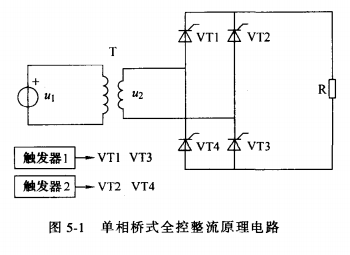 T
VT1
VT2
+
u1
u2
R
VT4
VT3
触发器1
VT1 VT3
触发器2
VT2 VT4
图 5-1 单相桥式全控整流原理电路